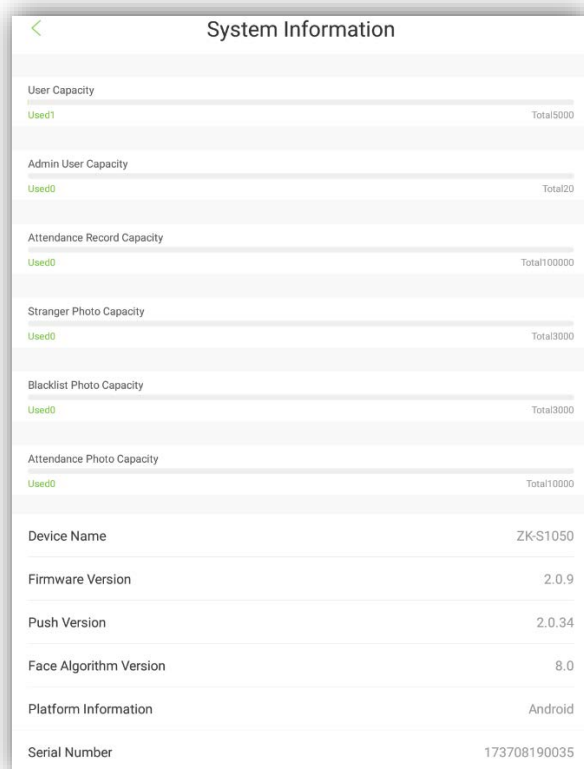 System Information
User Capacity
Used1 Total5000
Admin User Capacity
Used0 Total20
Attendance Record Capacity
Used0 Total100000
Stranger Photo Capacity
Used0 Total3000
Blacklist Photo Capacity
Used0 Total3000
Attendance Photo Capacity
Used0 Total10000
Device Name ZK-S1050
Firmware Version 2.0.9
Push Version 2.0.34
Face Algorithm Version 8.0
Platform Information Android
Serial Number 173708190035